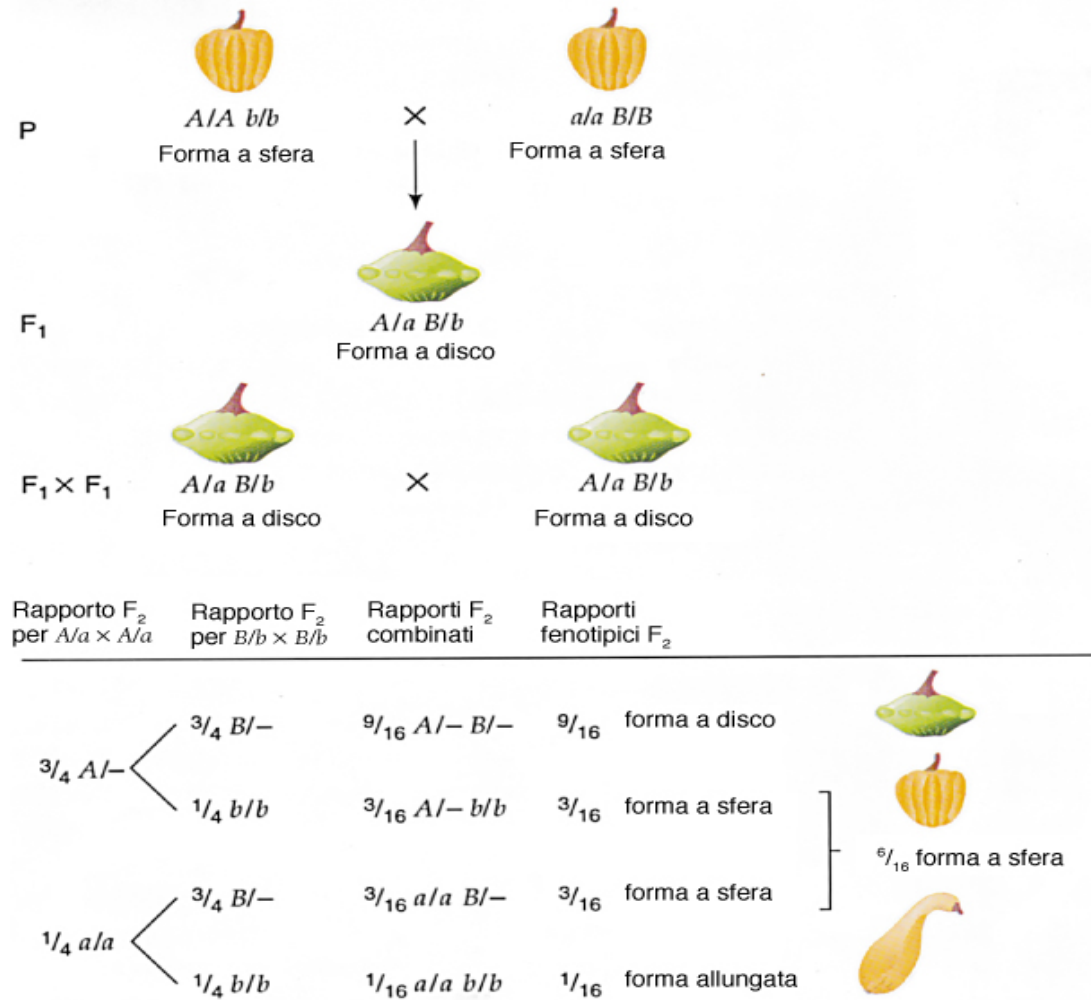 P
A/A b/b × a/a B/B
Forma a sfera Forma a sfera
F₁
A/a B/b
Forma a disco
F₁ × F₁ A/a B/b × A/a B/b
Forma a disco Forma a disco
Rapporto F₂ Rapporto F₂ Rapporti F₂ Rapporti
per A/a × A/a per B/b × B/b combinati fenotipici F₂
3/4 B/– 9/16 A/– B/– 9/16 forma a disco
3/4 A/–
1/4 b/b 3/16 A/– b/b 3/16 forma a sfera
6/16 forma a sfera
3/4 B/– 3/16 a/a B/– 3/16 forma a sfera
1/4 a/a
1/4 b/b 1/16 a/a b/b 1/16 forma allungata